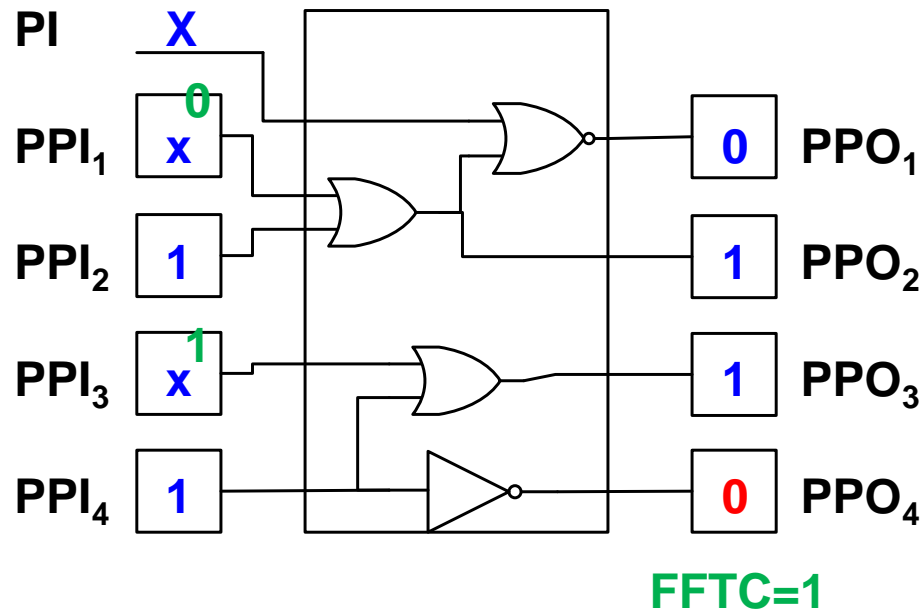 PI X
0
PPI₁ x 0 PPO₁
PPI₂ 1 1 PPO₂
1
PPI₃ x 1 PPO₃
PPI₄ 1 0 PPO₄
FFTC=1